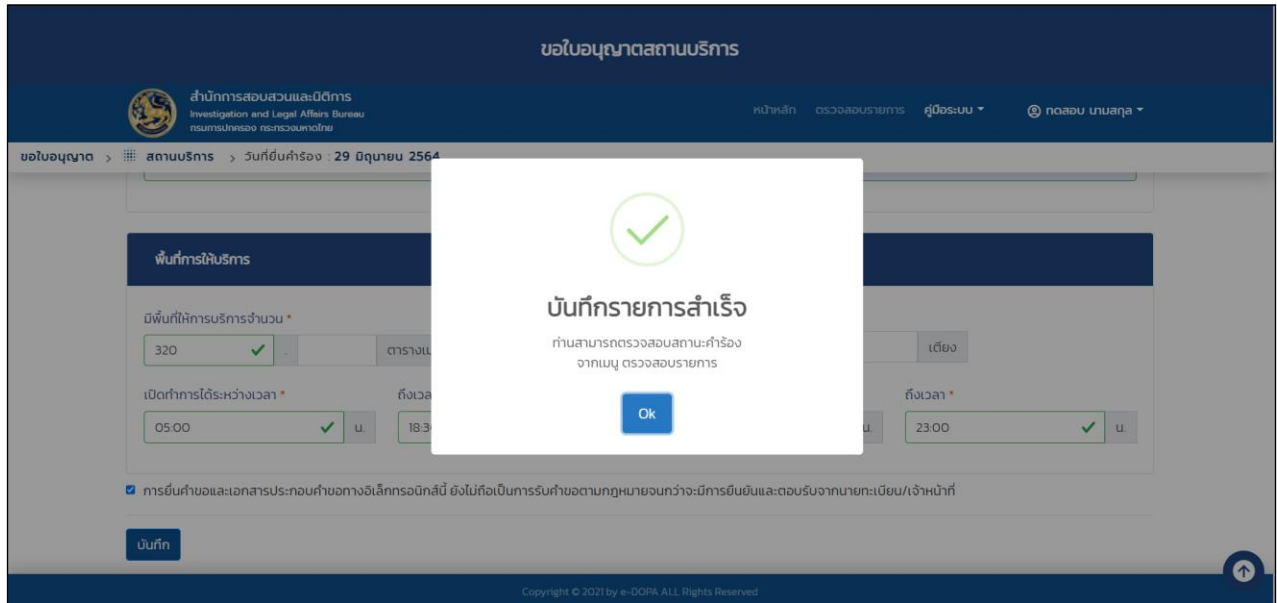 ขอใบอนุญาตสถานบริการ
สำนักการสอบสวนและนิติการ
Investigation and Legal Affairs Bureau
กรมการปกครอง กระทรวงมหาดไทย
หน้าหลัก ตรวจสอบรายการ คู่มือระบบ ทดสอบ นามสกุล
ขอใบอนุญาต > สถานบริการ > วันที่ยื่นคำร้อง : 29 มิถุนายน 2564
พื้นที่การให้บริการ
บันทึกรายการสำเร็จ
ท่านสามารถตรวจสอบสถานะคำร้อง
จากเมนู ตรวจสอบรายการ
Ok
มีพื้นที่ให้การบริการจำนวน *
320 . เตียง
เปิดทำการได้ระหว่างเวลา * ถึงเวลา *
05:00 น. 23:00 น.
การยื่นคำขอและเอกสารประกอบคำขอทางอิเล็กทรอนิกส์นี้ ยังไม่ถือเป็นการรับคำขอตามกฎหมายจนกว่าจะมีการยืนยันและตอบรับจากนายทะเบียน/เจ้าหน้าที่
บันทึก
Copyright © 2021 by e-DOPA ALL Rights Reserved